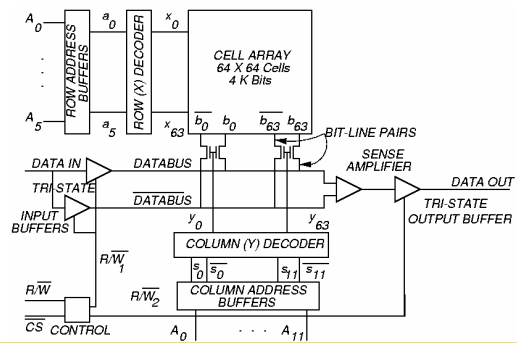 A0
.
.
.
A5
ROW ADDRESS
BUFFERS
a0
a5
ROW (X) DECODER
x0
x63
CELL ARRAY
64 X 64 Cells
4 K Bits
b0 b0 b63 b63
BIT-LINE PAIRS
SENSE
AMPLIFIER
DATA IN
DATABUS
DATA OUT
TRI-STATE
DATABUS
TRI-STATE
OUTPUT BUFFER
INPUT
BUFFERS
y0
y63
COLUMN (Y) DECODER
R/W1
s0 s0 s11 s11
R/W
R/W2
COLUMN ADDRESS
BUFFERS
CS
CONTROL
A0 . . . A11